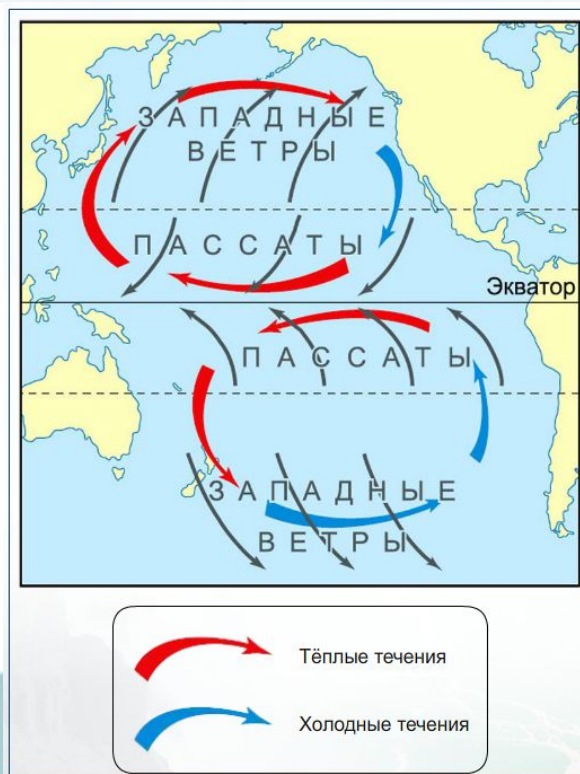 ЗАПАДНЫЕ
ВЕТРЫ
ПАССАТЫ
Экватор
ПАССАТЫ
ЗАПАДНЫЕ
ВЕТРЫ
Тёплые течения
Холодные течения